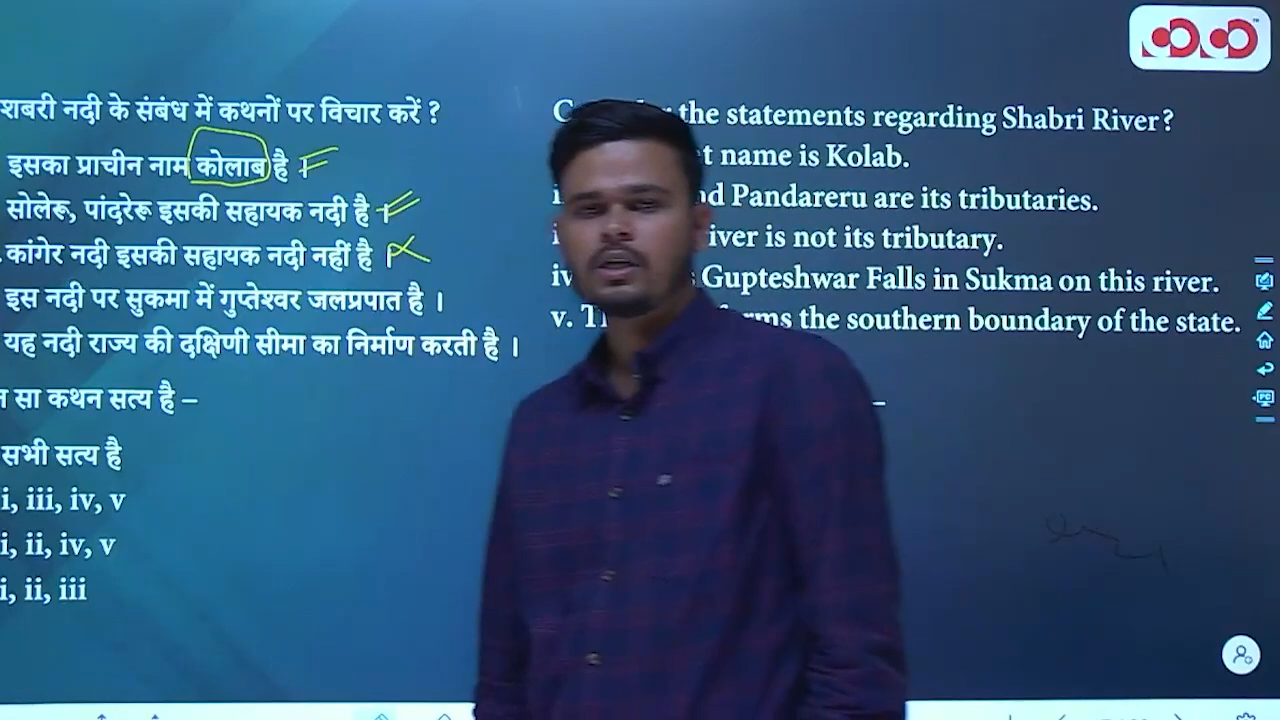 शबरी नदी के संबंध में कथनों पर विचार करें ?
इसका प्राचीन नाम कोलाब है ।
सोलेरू, पांदरेरू इसकी सहायक नदी है ।
कांगेर नदी इसकी सहायक नदी नहीं है ।
इस नदी पर सुकमा में गुप्तेश्वर जलप्रपात है ।
यह नदी राज्य की दक्षिणी सीमा का निर्माण करती है ।
सा कथन सत्य है –
सभी सत्य है
i, iii, iv, v
i, ii, iv, v
i, ii, iii
the statements regarding Shabri River?
name is Kolab.
Pandareru are its tributaries.
is not its tributary.
iv Gupteshwar Falls in Sukma on this river.
v. the southern boundary of the state.
PC